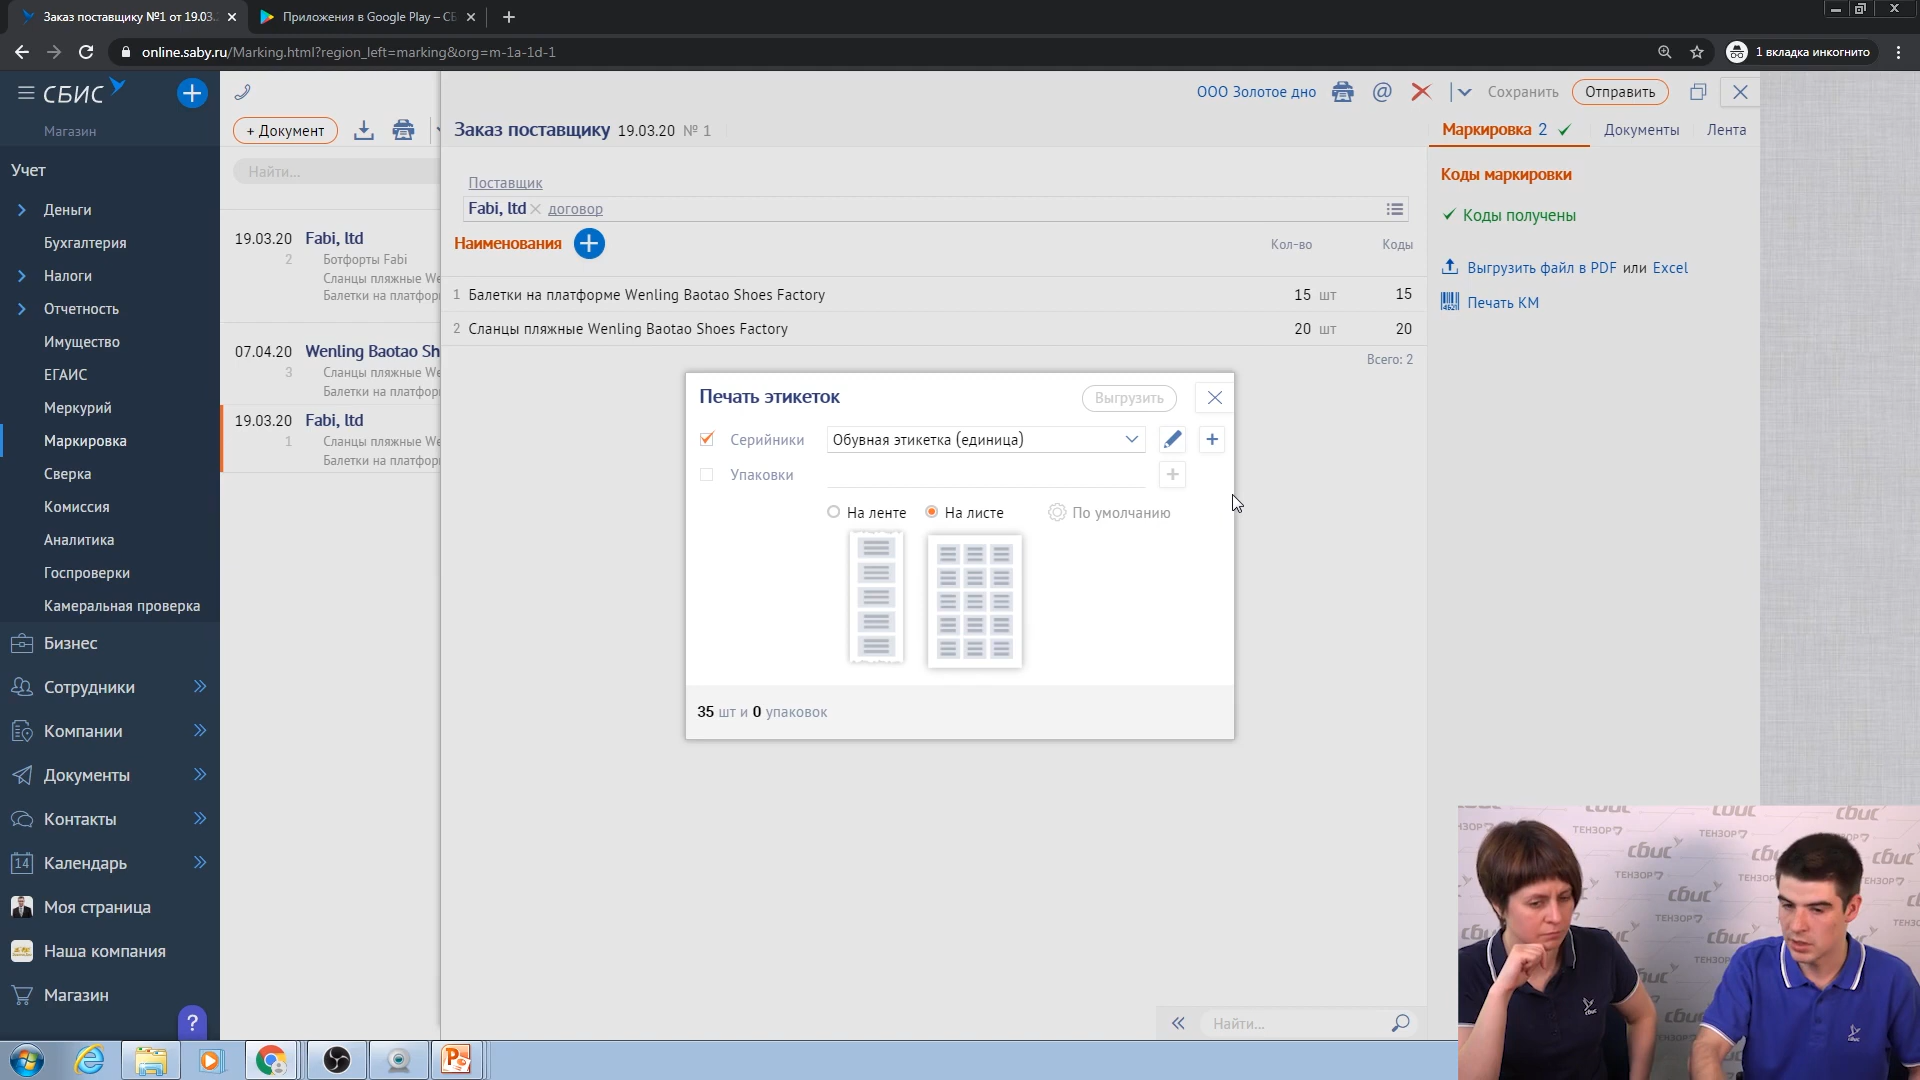 Заказ поставщику №1 от 19.03.
Приложения в Google Play – СБ
online.saby.ru/Marking.html?region_left=marking&org=m-1a-1d-1
1 вкладка инкогнито
СБИС
Магазин
Учет
Деньги
Бухгалтерия
Налоги
Отчетность
Имущество
ЕГАИС
Меркурий
Маркировка
Сверка
Комиссия
Аналитика
Госпроверки
Камеральная проверка
Бизнес
Сотрудники
Компании
Документы
Контакты
14 Календарь
Моя страница
Наша компания
Магазин
?
+ Документ
Найти...
19.03.20 Fabi, ltd
2 Ботфорты Fabi
Сланцы пляжные We
Балетки на платфор
07.04.20 Wenling Baotao Sh
3 Сланцы пляжные We
Балетки на платфор
19.03.20 Fabi, ltd
1 Сланцы пляжные We
Балетки на платфор
ООО Золотое дно
Сохранить
Отправить
Заказ поставщику 19.03.20 № 1
Поставщик
Fabi, ltd договор
Наименования
Кол-во Коды
1 Балетки на платформе Wenling Baotao Shoes Factory 15 шт 15
2 Сланцы пляжные Wenling Baotao Shoes Factory 20 шт 20
Всего: 2
Печать этикеток
Выгрузить
Серийники Обувная этикетка (единица)
Упаковки
На ленте На листе По умолчанию
35 шт и 0 упаковок
Найти...
Маркировка 2 Документы Лента
Коды маркировки
Коды получены
Выгрузить файл в PDF или Excel
Печать КМ
сбис
ТЕНЗОР
сбис
ТЕНЗОР
сбис